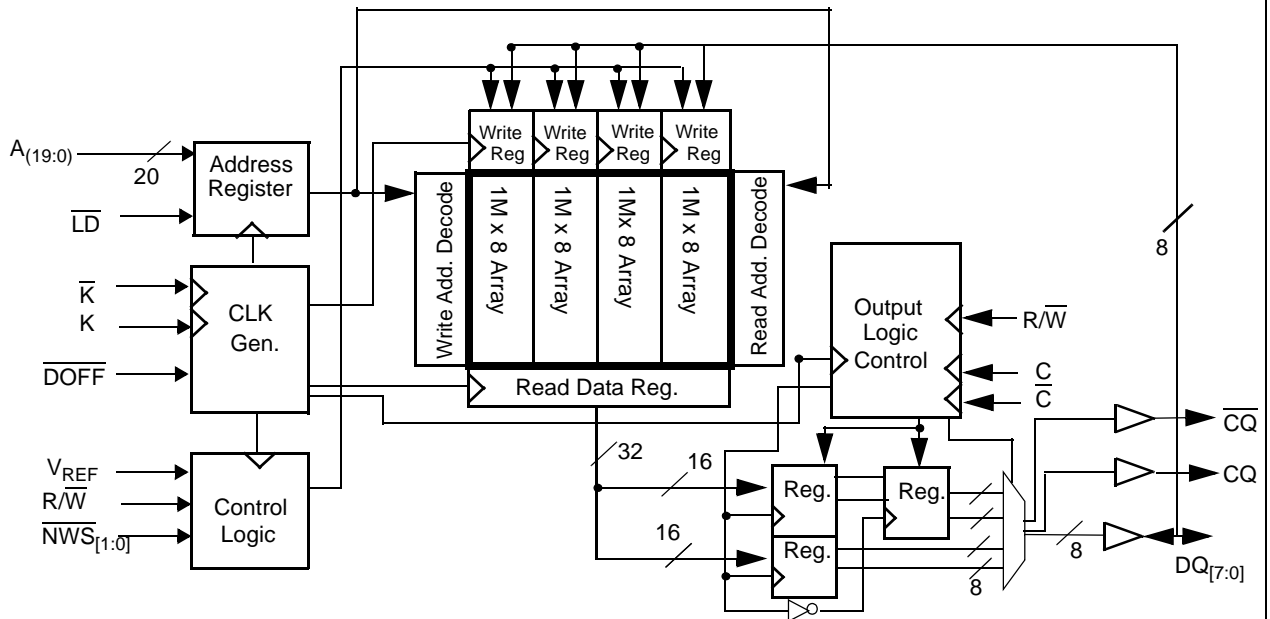 A(19:0)
20
LD
Address
Register
K
K
DOFF
CLK
Gen.
VREF
R/W
NWS[1:0]
Control
Logic
Write
Reg
Write
Reg
Write
Reg
Write
Reg
Write Add. Decode
1M x 8 Array
1M x 8 Array
1Mx 8 Array
1M x 8 Array
Read Add. Decode
Read Data Reg.
32
16
16
Output
Logic
Control
R/W
C
C
8
Reg.
Reg.
Reg.
8
8
CQ
CQ
DQ[7:0]